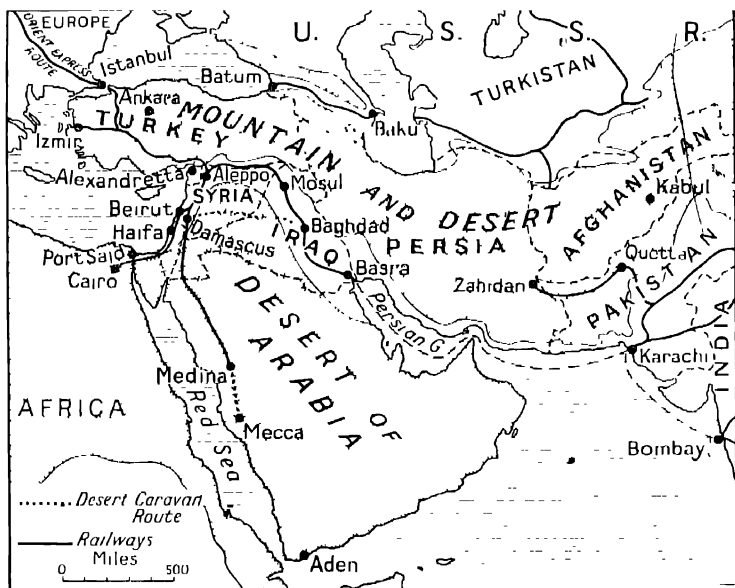 EUROPE
U. S. S. R.
ORIENT EXPRESS
ROUTE
Istanbul
Batum
TURKISTAN
Ankara
Baku
TURKEY
Izmir
MOUNTAIN AND DESERT
Alexandretta
Aleppo
Mosul
AFGHANISTAN
Kabul
SYRIA
Beirut
Haifa
Damascus
Baghdad
IRAQ
PERSIA
Port Said
Cairo
Basra
Zahidan
Quetta
PAKISTAN
Persian G.
DESERT OF
ARABIA
Karachi
INDIA
Medina
Red Sea
AFRICA
Mecca
Bombay
Desert Caravan
Route
Railways
Miles
0 500
Aden